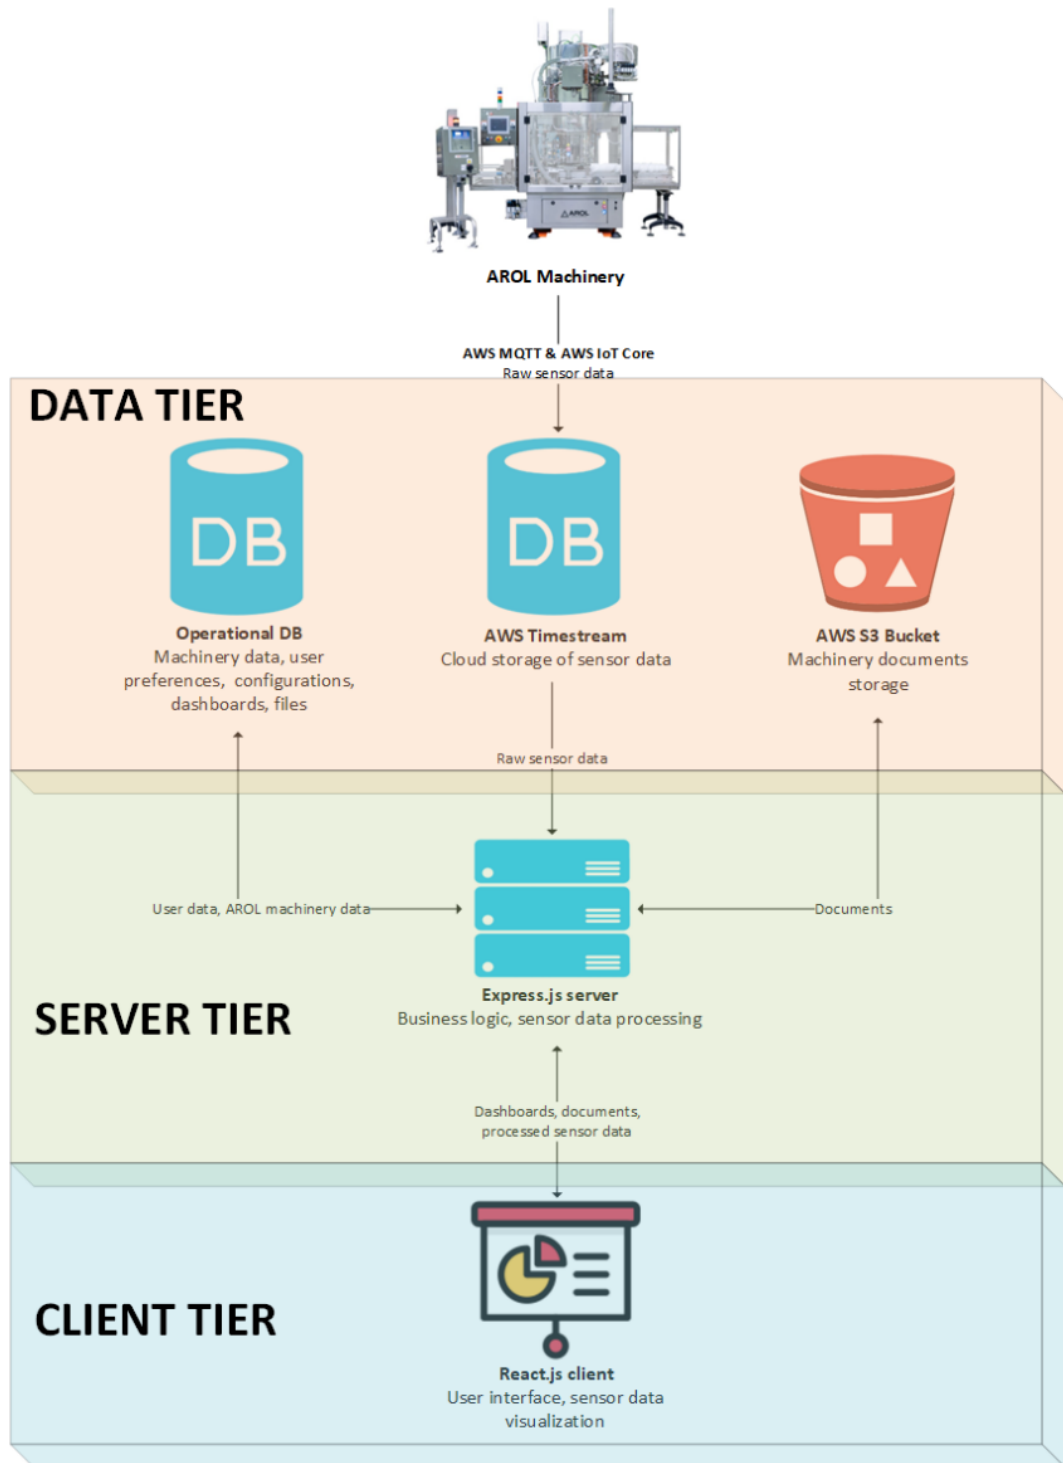 AROL
AROL Machinery
AWS MQTT & AWS IoT Core
Raw sensor data
DATA TIER
DB
DB
Operational DB
Machinery data, user
preferences, configurations,
dashboards, files
AWS Timestream
Cloud storage of sensor data
AWS S3 Bucket
Machinery documents
storage
Raw sensor data
User data, AROL machinery data
Documents
Express.js server
Business logic, sensor data processing
SERVER TIER
Dashboards, documents,
processed sensor data
CLIENT TIER
React.js client
User interface, sensor data
visualization